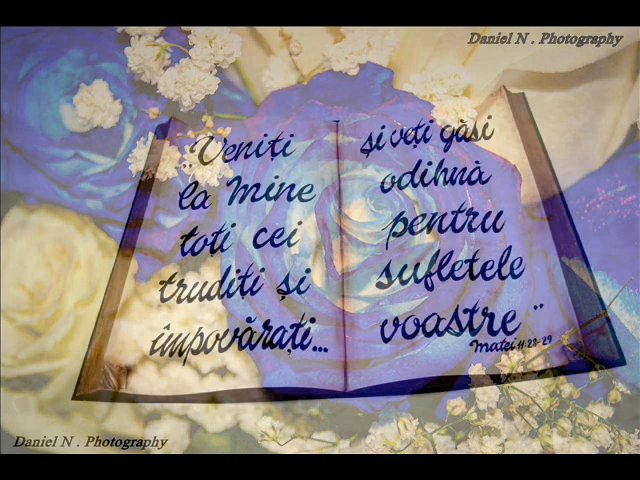 Daniel N . Photography
„Veniți
la Mine
toți cei
trudiți și
împovărați...
și veți găsi
odihnă
pentru
sufletele
voastre”
Matei 11:28-29
Daniel N . Photography